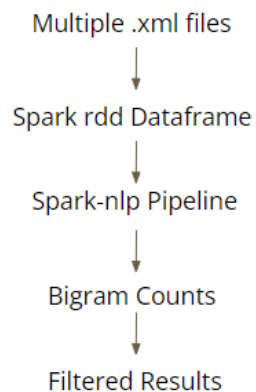 Multiple .xml files
Spark rdd Dataframe
Spark-nlp Pipeline
Bigram Counts
Filtered Results